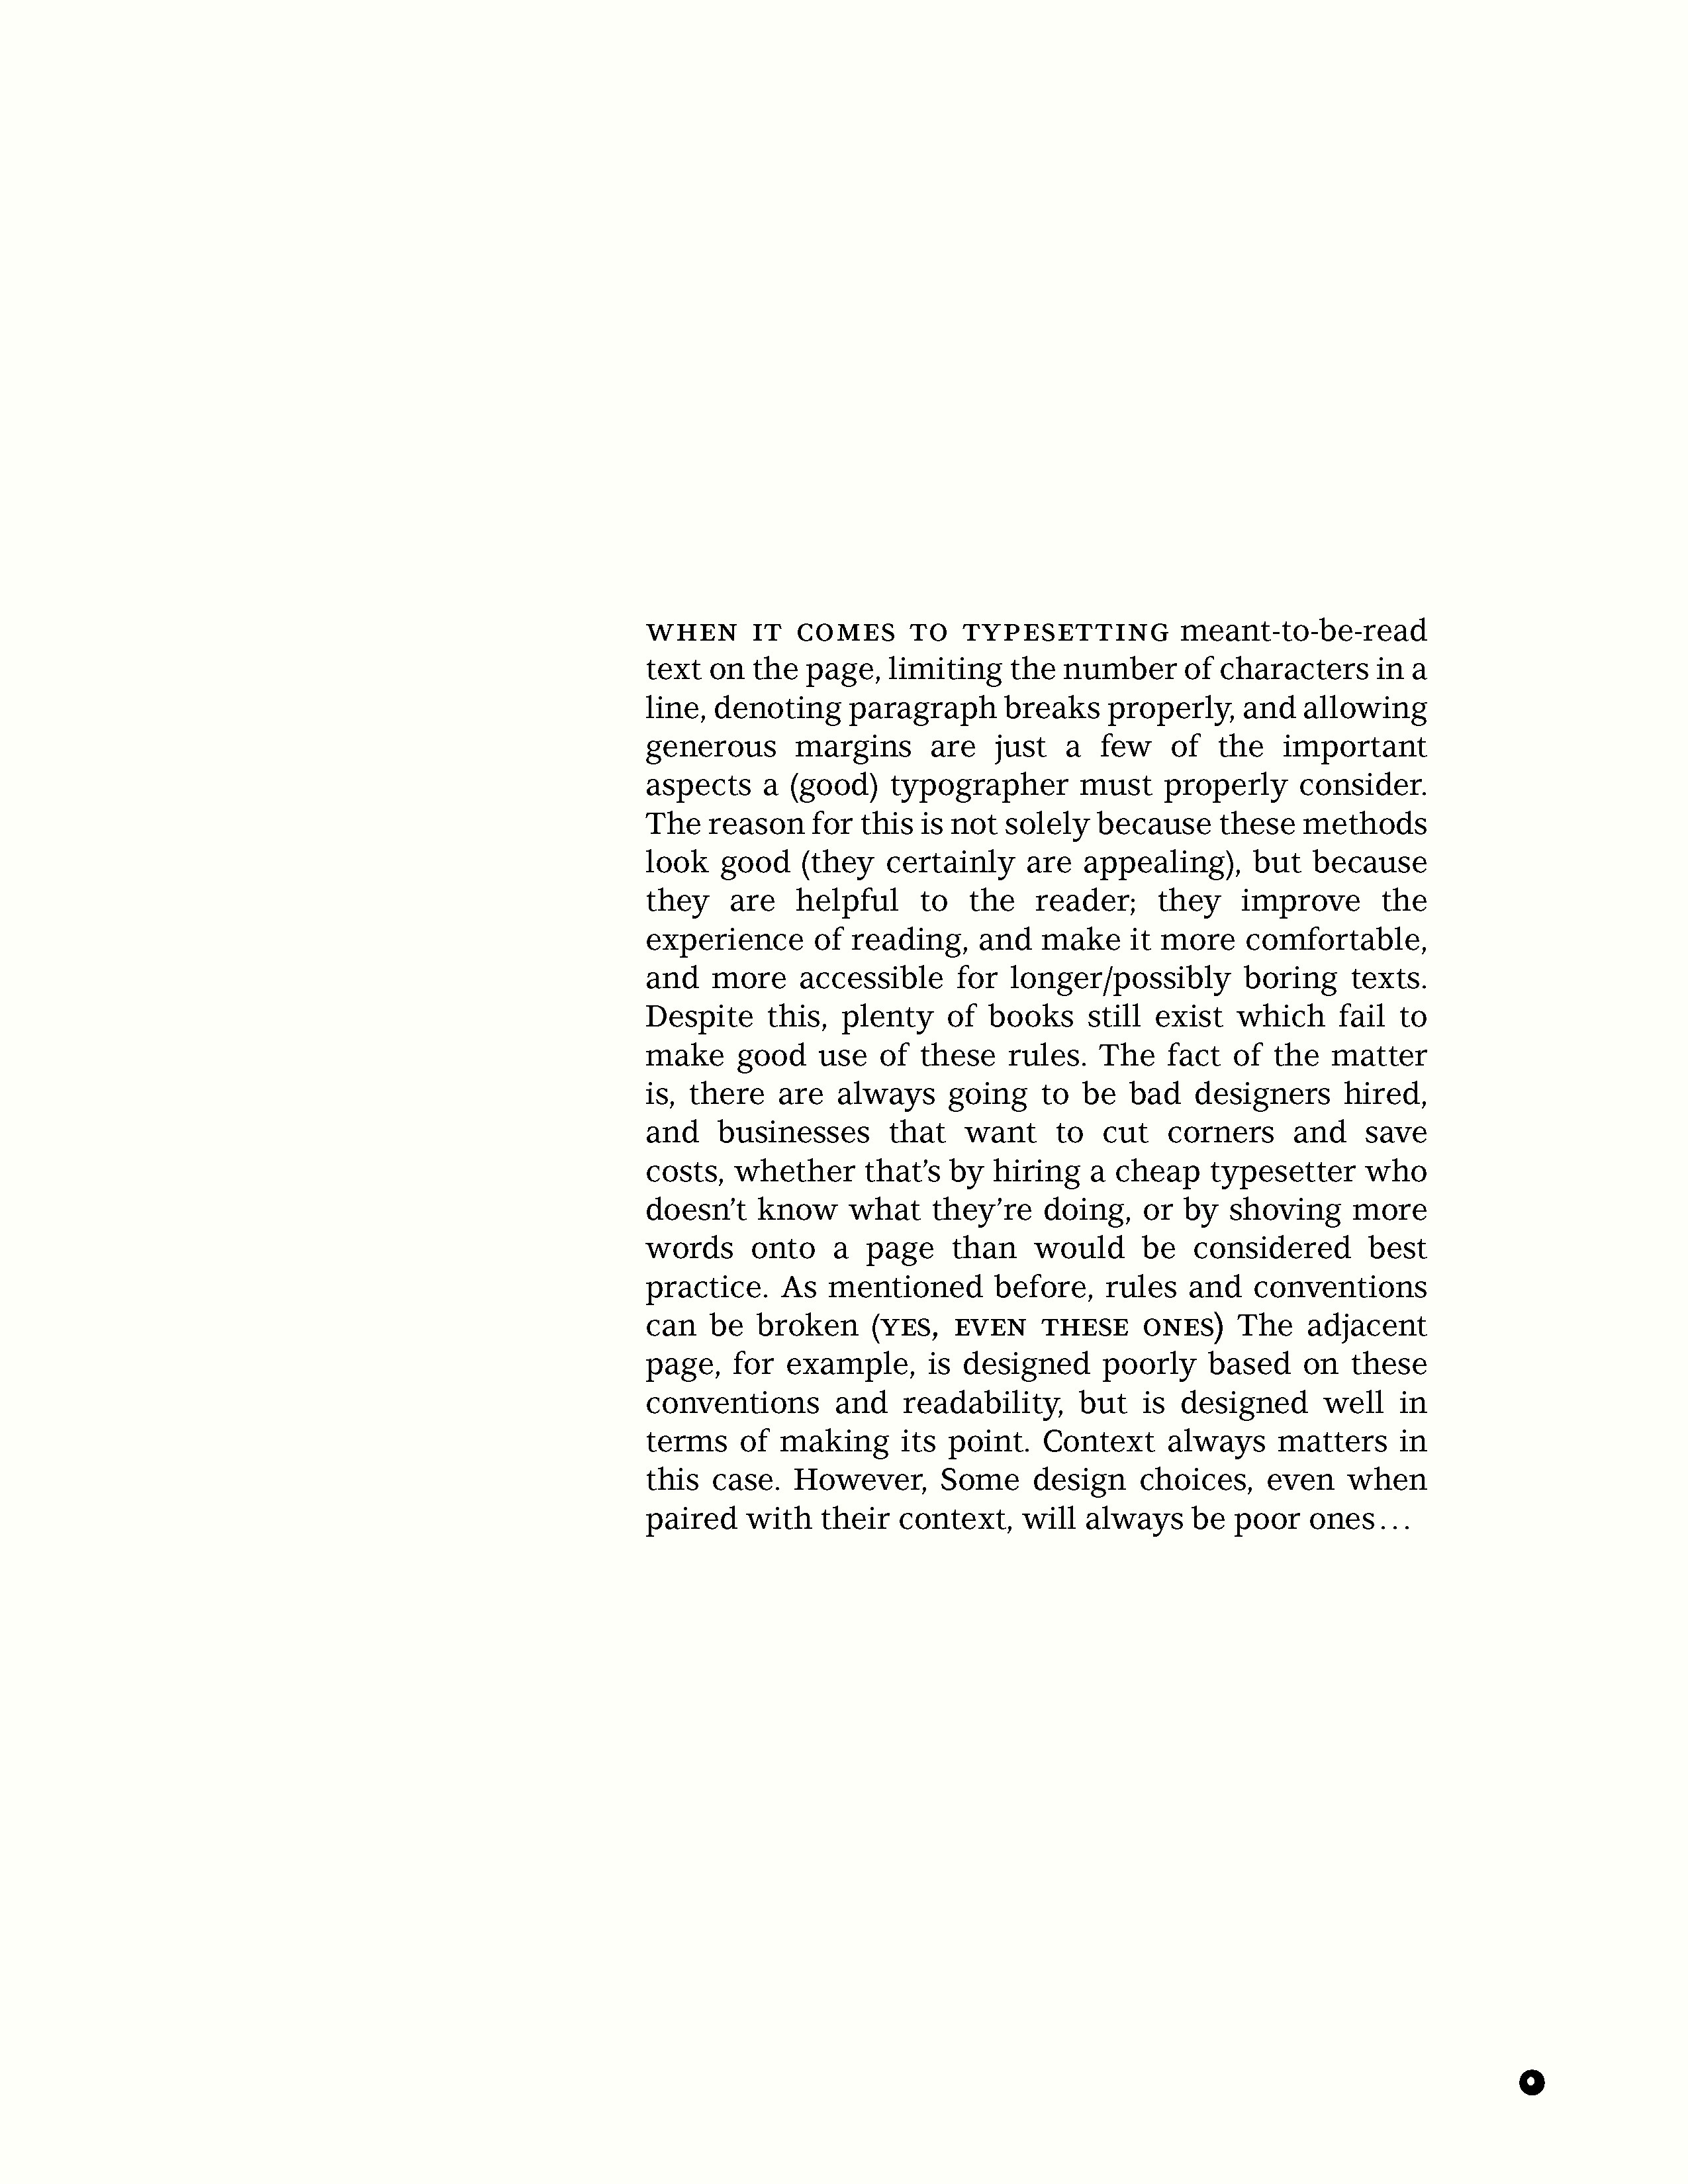 WHEN IT COMES TO TYPESETTING meant-to-be-read
text on the page, limiting the number of characters in a
line, denoting paragraph breaks properly, and allowing
generous margins are just a few of the important
aspects a (good) typographer must properly consider.
The reason for this is not solely because these methods
look good (they certainly are appealing), but because
they are helpful to the reader; they improve the
experience of reading, and make it more comfortable,
and more accessible for longer/possibly boring texts.
Despite this, plenty of books still exist which fail to
make good use of these rules. The fact of the matter
is, there are always going to be bad designers hired,
and businesses that want to cut corners and save
costs, whether that’s by hiring a cheap typesetter who
doesn’t know what they’re doing, or by shoving more
words onto a page than would be considered best
practice. As mentioned before, rules and conventions
can be broken (YES, EVEN THESE ONES) The adjacent
page, for example, is designed poorly based on these
conventions and readability, but is designed well in
terms of making its point. Context always matters in
this case. However, Some design choices, even when
paired with their context, will always be poor ones…